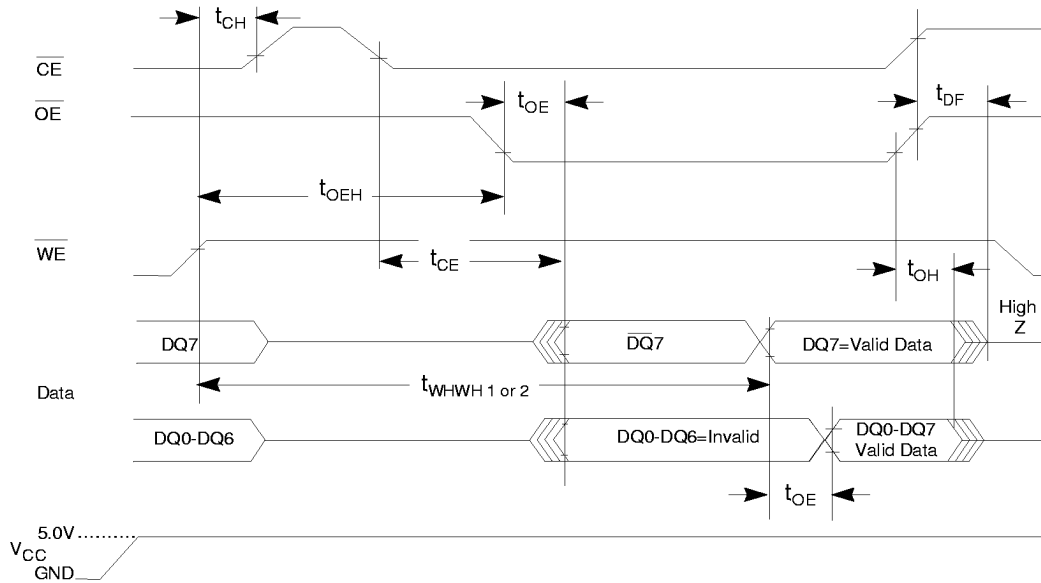 tCH
CE
tOE
tDF
OE
tOEH
WE
tCE
tOH
High
Z
DQ7
DQ7
DQ7=Valid Data
tWHWH 1 or 2
Data
DQ0-DQ6
DQ0-DQ6=Invalid
DQ0-DQ7
Valid Data
tOE
5.0V
VCC
GND